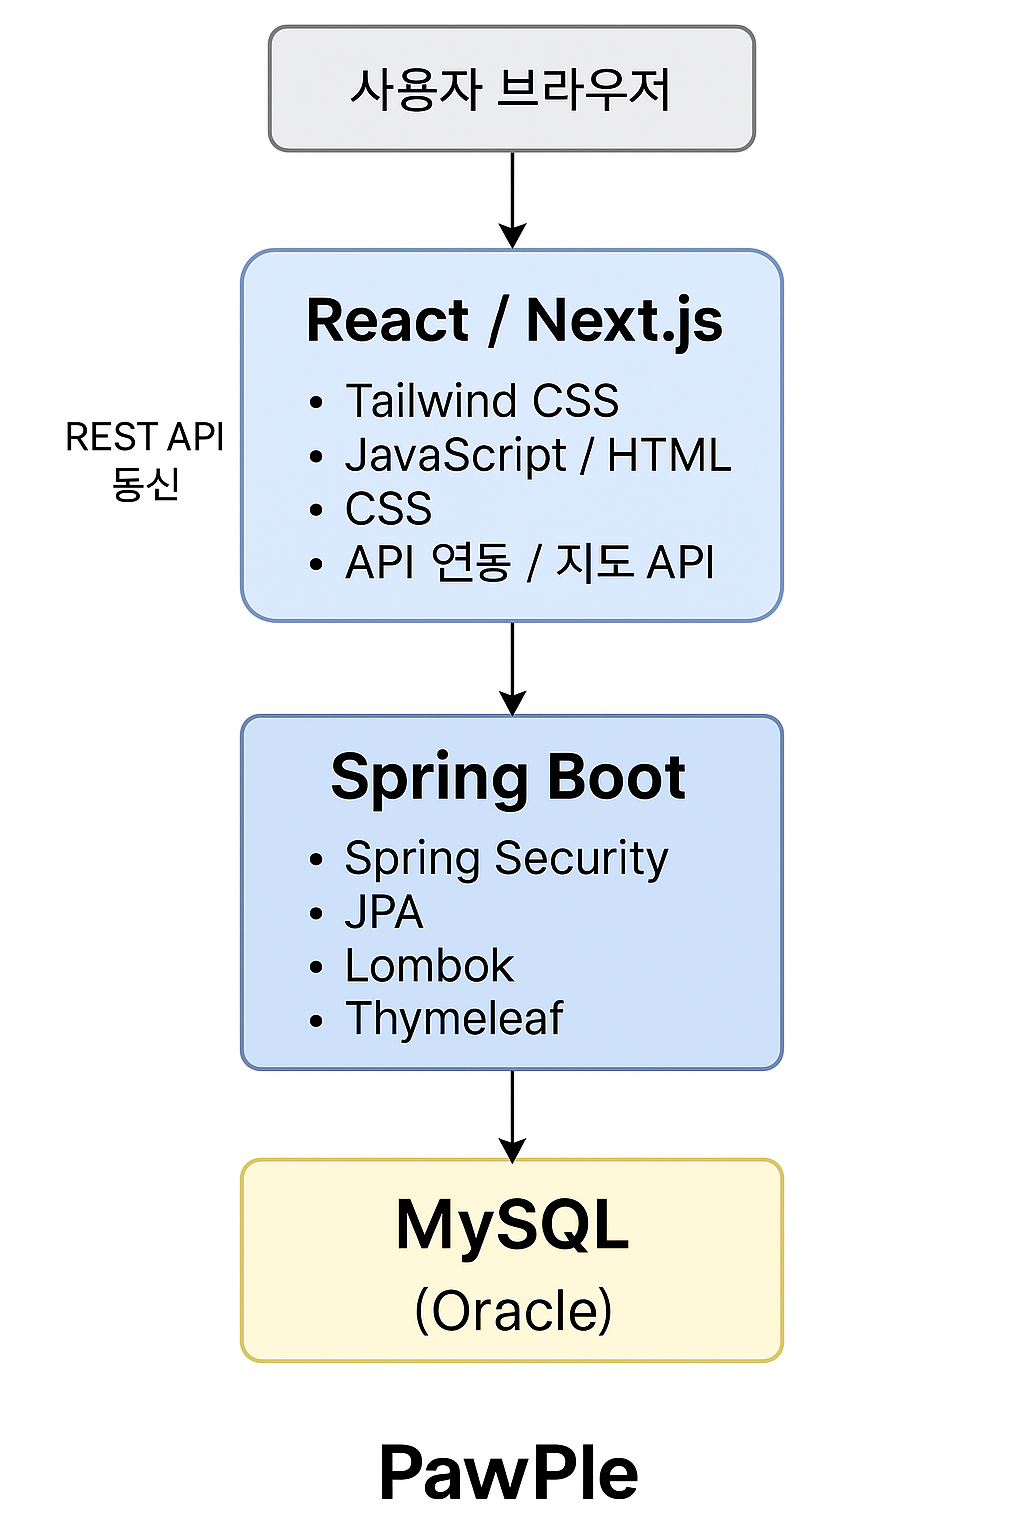 사용자 브라우저
React / Next.js
• Tailwind CSS
• JavaScript / HTML
• CSS
• API 연동 / 지도 API
REST API
동신
Spring Boot
• Spring Security
• JPA
• Lombok
• Thymeleaf
MySQL
(Oracle)
PawPle